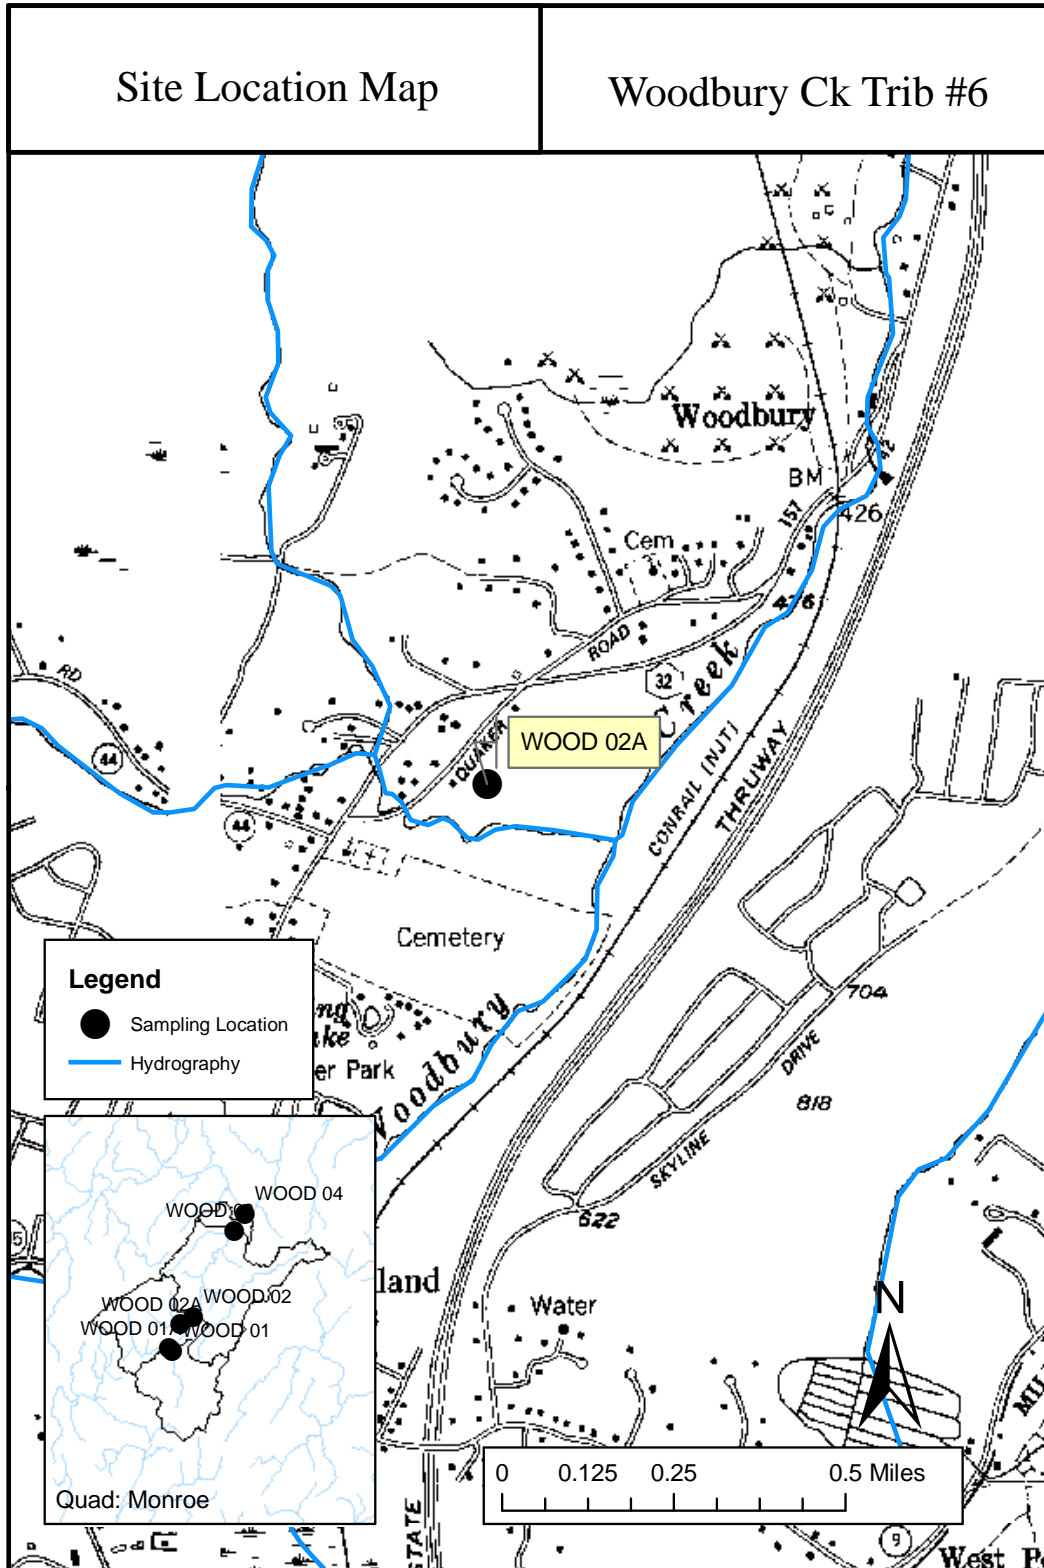 Site Location Map
Woodbury Ck Trib #6
Woodbury
BM
426
157
Cem
476
ROAD
32
Creek
RD
44
QUAKER
WOOD 02A
CONRAIL (NJT)
THRUWAY
44
Cemetery
704
DRIVE
818
SKYLINE
622
Woodbury
Legend
Sampling Location
Hydrography
ng
ke
er Park
WOOD 04
WOOD 02
WOOD 02A
WOOD 01
Quad: Monroe
5
land
Water
N
0 0.125 0.25 0.5 Miles
STATE
9
West